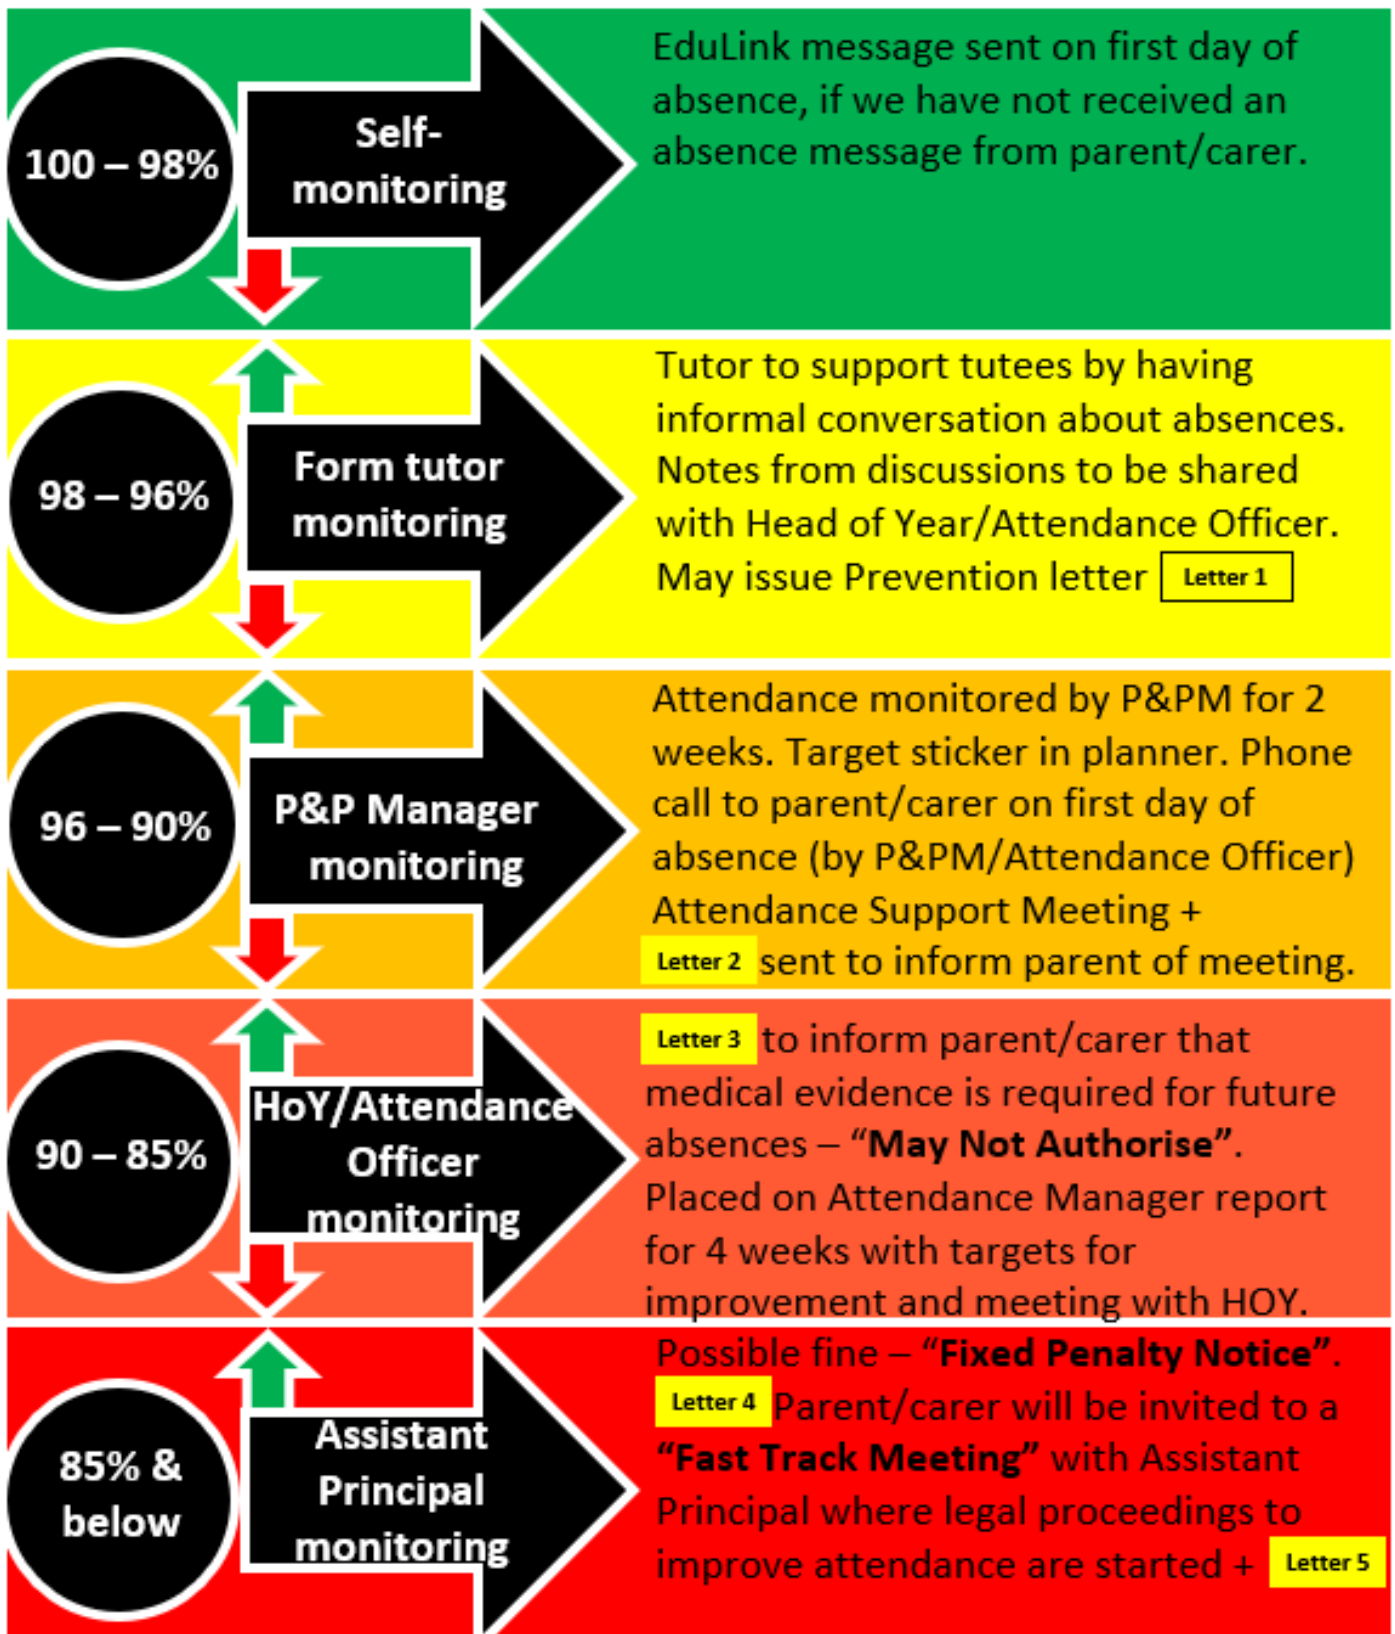 100 – 98%
Self-
monitoring
EduLink message sent on first day of
absence, if we have not received an
absence message from parent/carer.
98 – 96%
Form tutor
monitoring
Tutor to support tutees by having
informal conversation about absences.
Notes from discussions to be shared
with Head of Year/Attendance Officer.
May issue Prevention letter Letter 1
96 – 90%
P&P Manager
monitoring
Attendance monitored by P&PM for 2
weeks. Target sticker in planner. Phone
call to parent/carer on first day of
absence (by P&PM/Attendance Officer)
Attendance Support Meeting +
Letter 2 sent to inform parent of meeting.
90 – 85%
HoY/Attendance
Officer
monitoring
Letter 3 to inform parent/carer that
medical evidence is required for future
absences – “May Not Authorise”.
Placed on Attendance Manager report
for 4 weeks with targets for
improvement and meeting with HOY.
85% &
below
Assistant
Principal
monitoring
Possible fine – “Fixed Penalty Notice”.
Letter 4 Parent/carer will be invited to a
“Fast Track Meeting” with Assistant
Principal where legal proceedings to
improve attendance are started + Letter 5